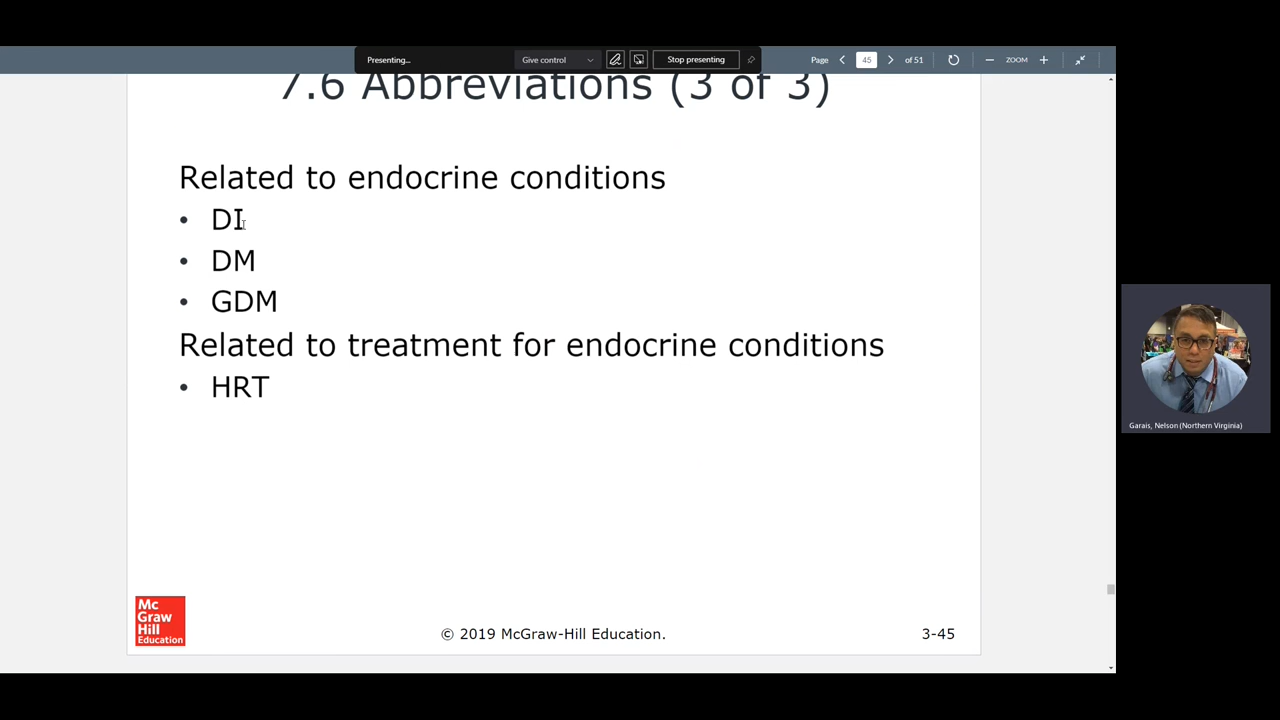 Presenting...
Give control
Stop presenting
Page
45
of 51
ZOOM
7.6 Abbreviations (3 of 3)
Related to endocrine conditions
• DI
• DM
• GDM
Related to treatment for endocrine conditions
• HRT
Garais, Nelson (Northern Virginia)
Mc
Graw
Hill
Education
© 2019 McGraw-Hill Education.
3-45